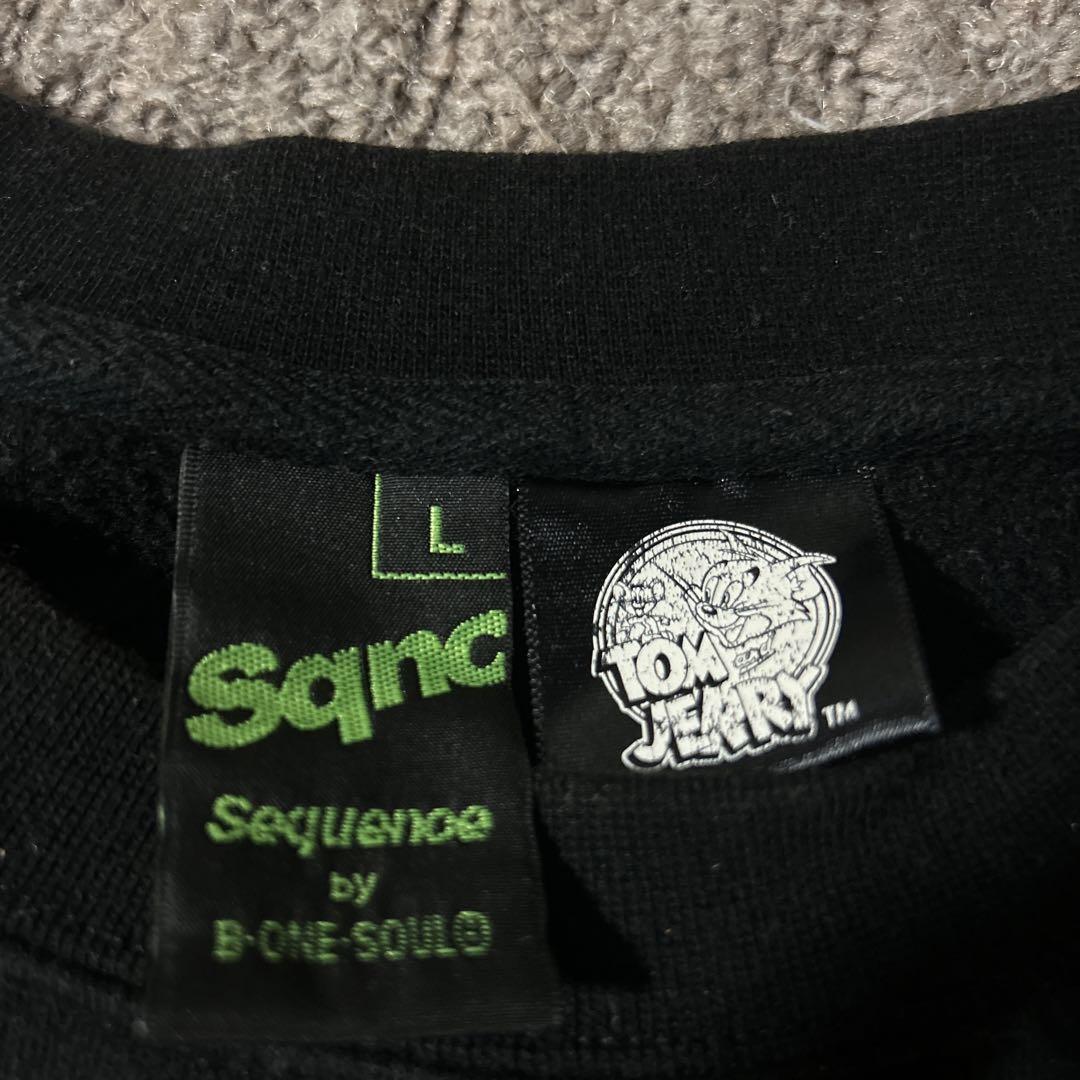 L
Sqnc
Sequence
by
B-ONE-SOUL®
TOM
and
JERRY™